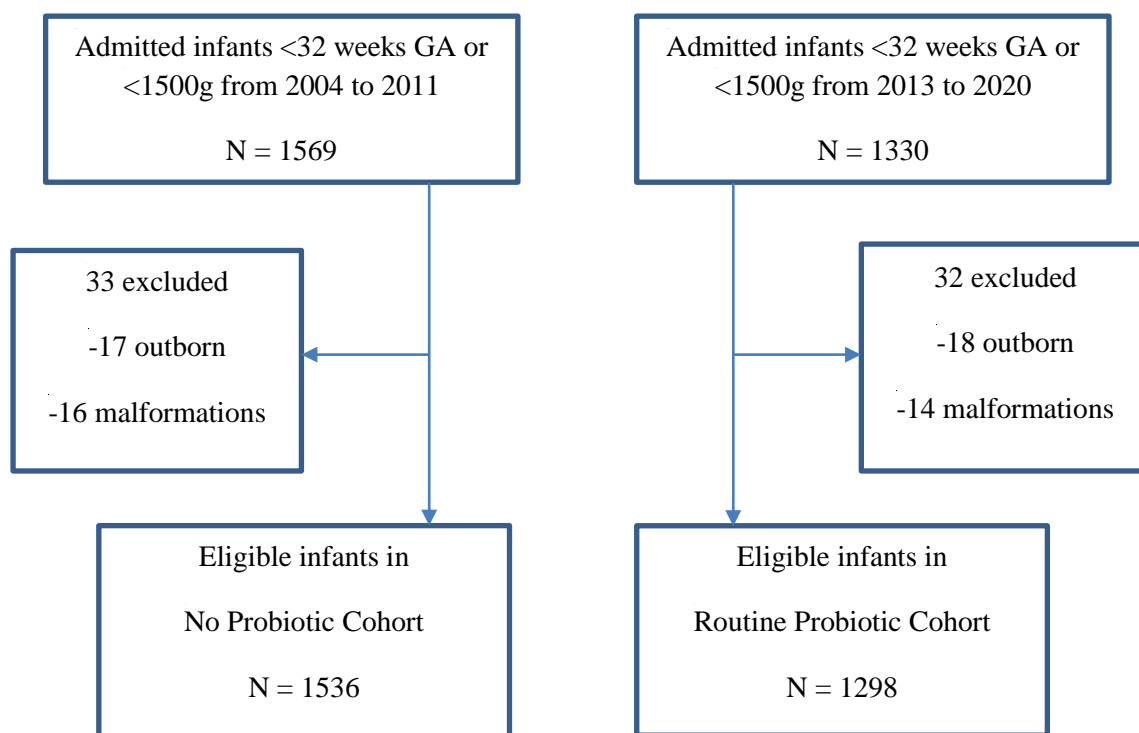 Admitted infants <32 weeks GA or
<1500g from 2004 to 2011
N = 1569
Admitted infants <32 weeks GA or
<1500g from 2013 to 2020
N = 1330
33 excluded
-17 outborn
-16 malformations
32 excluded
-18 outborn
-14 malformations
Eligible infants in
No Probiotic Cohort
N = 1536
Eligible infants in
Routine Probiotic Cohort
N = 1298